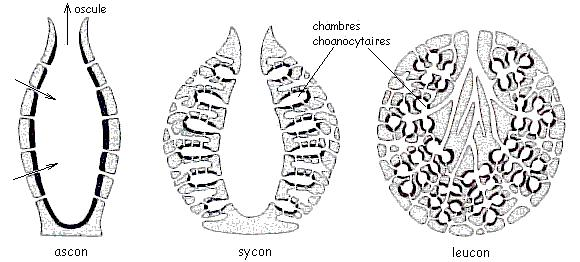 oscule
chambres
choanocytaires
ascon
sycon
leucon